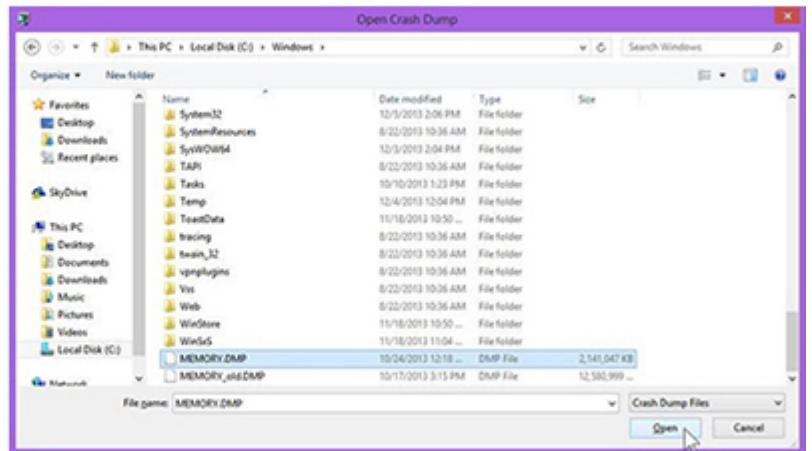 Open Crash Dump
This PC › Local Disk (C:) › Windows ›
Search Windows
Organize
New folder
Name Date modified Type Size
Favorites
Desktop
Downloads
Recent places
SkyDrive
This PC
Desktop
Documents
Downloads
Music
Pictures
Videos
Local Disk (C:)
Network
System32 12/3/2013 2:06 PM File folder
SystemResources 8/22/2013 10:36 AM File folder
SysWOW64 12/3/2013 2:04 PM File folder
TAPI 8/22/2013 10:36 AM File folder
Tasks 10/10/2013 1:23 PM File folder
Temp 12/4/2013 12:04 PM File folder
ToastData 11/18/2013 10:50 ... File folder
tracing 8/22/2013 10:36 AM File folder
twain_32 8/22/2013 10:36 AM File folder
vpnplugins 8/22/2013 10:36 AM File folder
Vss 8/22/2013 10:36 AM File folder
Web 8/22/2013 10:36 AM File folder
WinStore 11/18/2013 10:50 ... File folder
WinSxS 11/18/2013 11:04 ... File folder
MEMORY.DMP 10/24/2013 12:18 ... DMP File 2,141,047 KB
MEMORY_old.DMP 10/17/2013 3:15 PM DMP File 12,580,999 ...
File name: MEMORY.DMP
Crash Dump Files
Open
Cancel